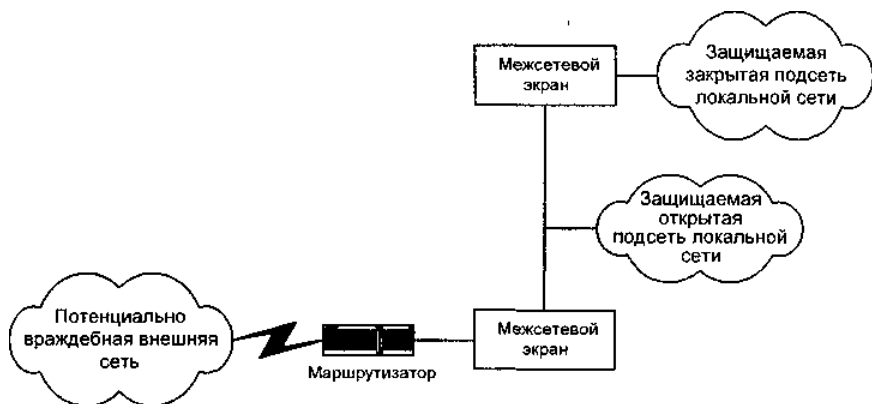 Межсетевой
экран
Защищаемая
закрытая подсеть
локальной сети
Защищаемая
открытая
подсеть локальной
сети
Потенциально
враждебная внешняя
сеть
Маршрутизатор
Межсетевой
экран